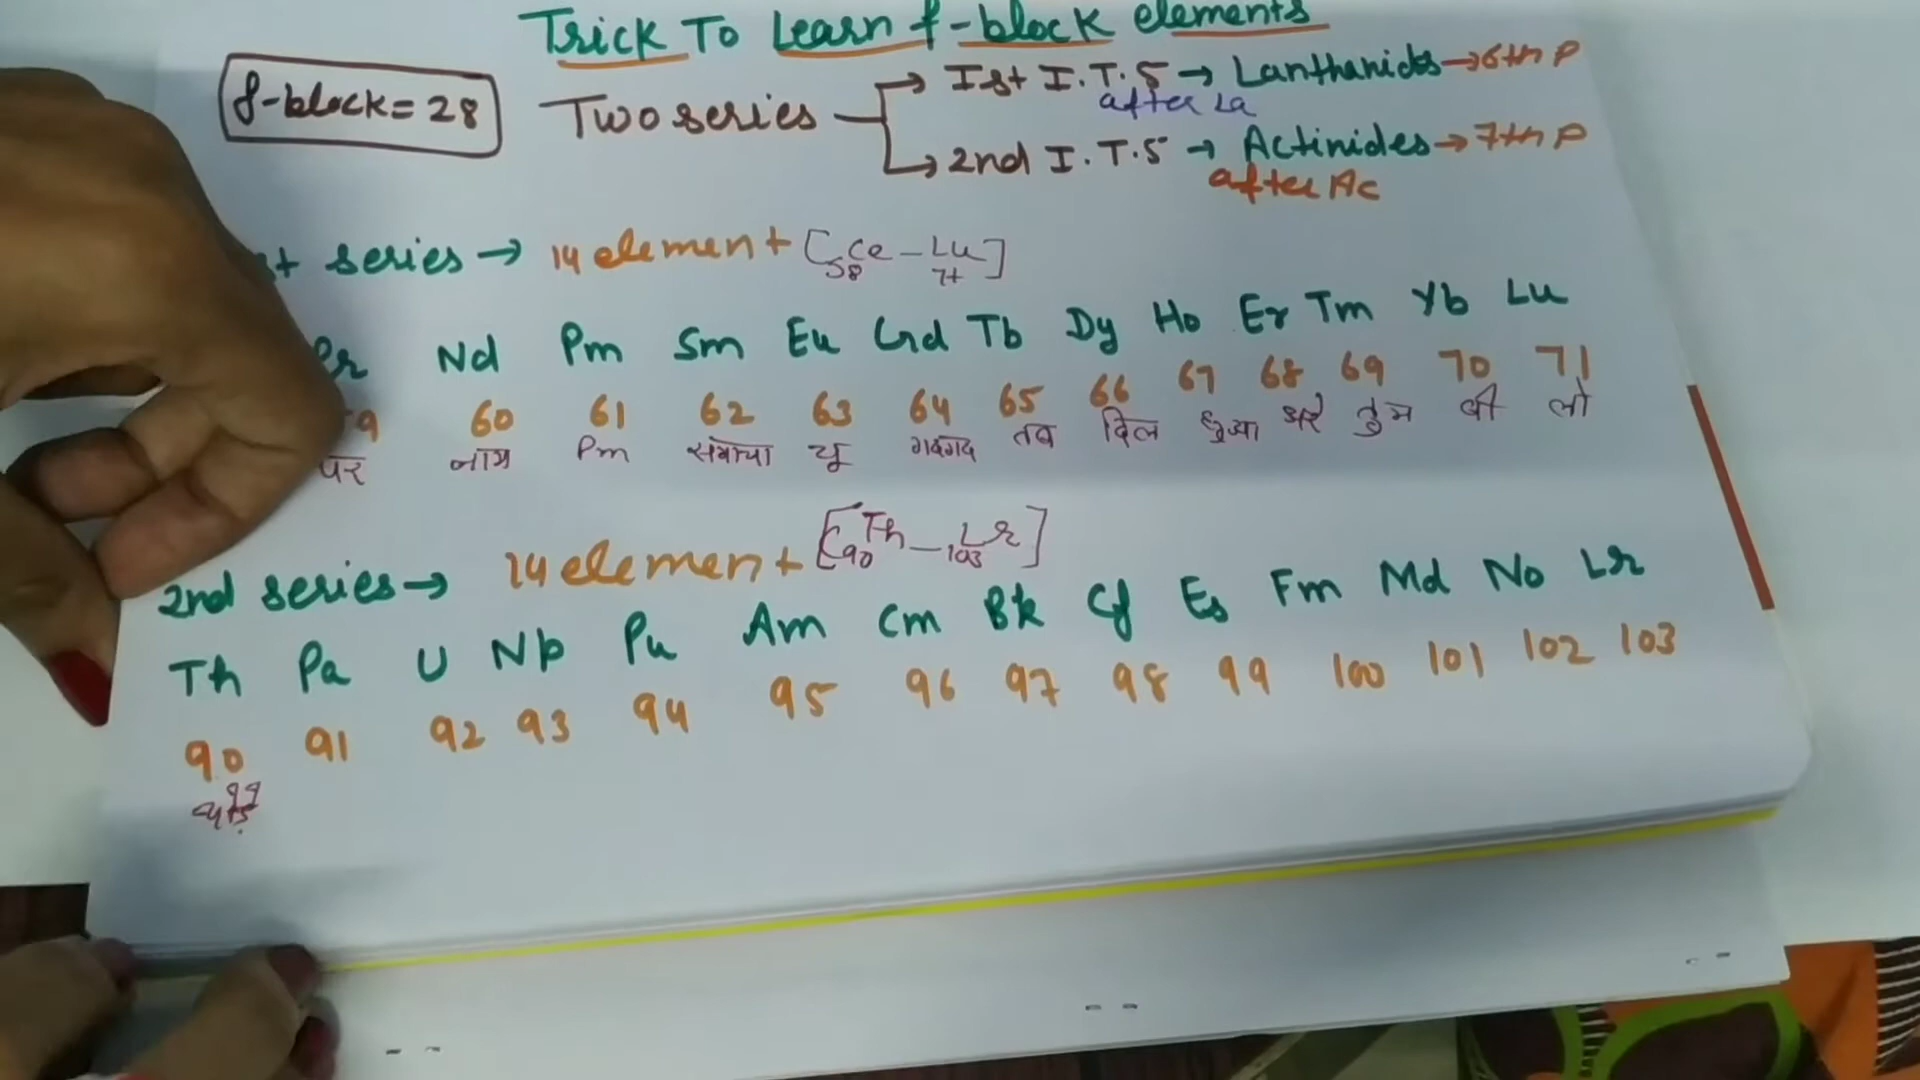 Trick To Learn f-block elements
f-block = 28
Two series
Ist I.T.S → Lanthanides → 6th P
after La
2nd I.T.S → Actinides → 7th P
after Ac
series → 14 element [58Ce – Lu71]
Pr Nd Pm Sm Eu Gd Tb Dy Ho Er Tm Yb Lu
59 60 61 62 63 64 65 66 67 68 69 70 71
पर नाम Pm यू गदगद तब दिल हुआ अरे तुम बी लो
2nd series → 14 element [90Th – 103Lr]
Th Pa U Np Pu Am Cm Bk Cf Es Fm Md No Lr
90 91 92 93 94 95 96 97 98 99 100 101 102 103